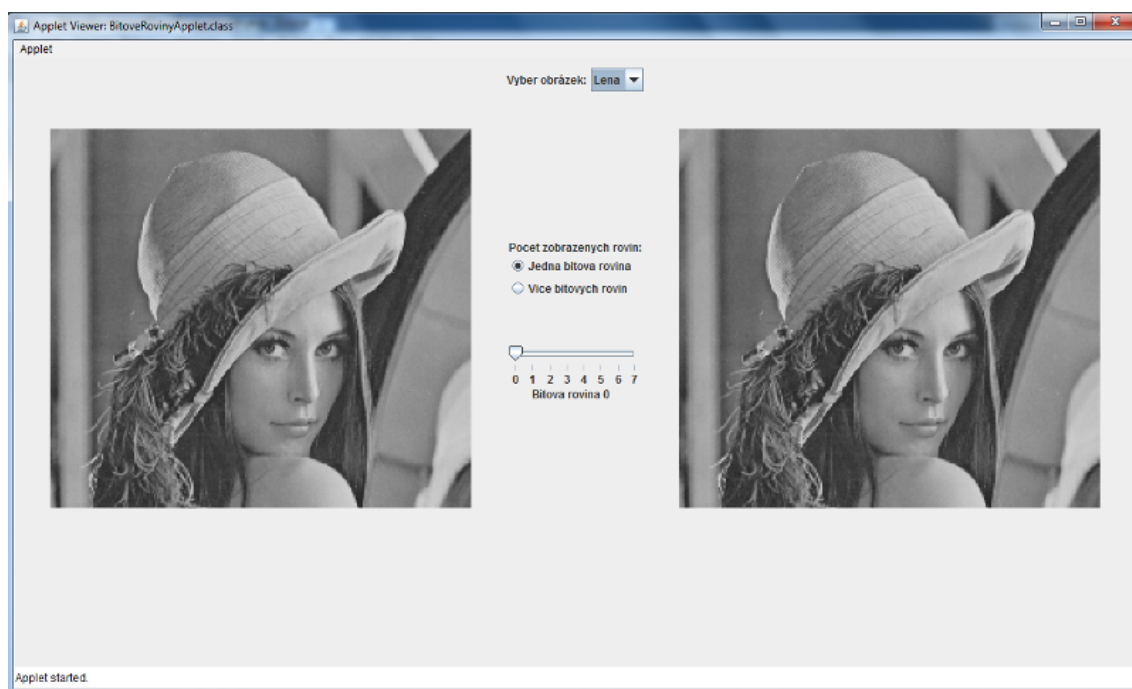 Applet Viewer: BitoveRovinyApplet.class
Applet
Vyber obrázek: Lena
Pocet zobrazenych rovin:
Jedna bitova rovina
Vice bitovych rovin
0 1 2 3 4 5 6 7
Bitova rovina 0
Applet started.